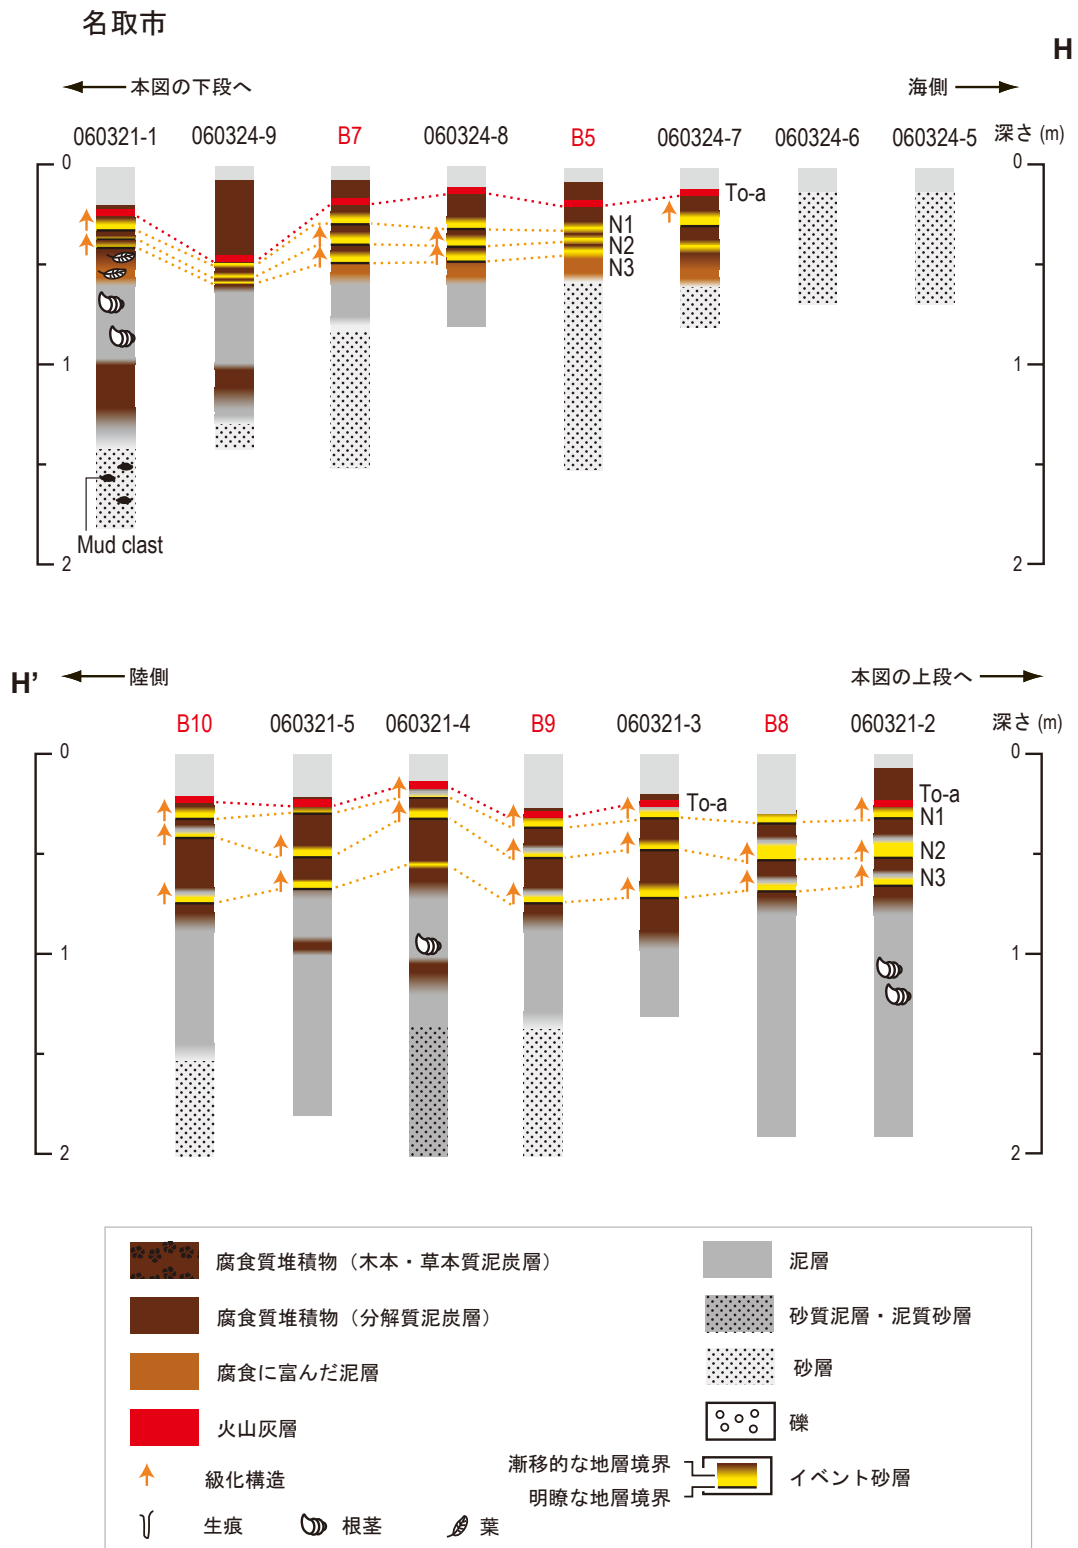 名取市
H
本図の下段へ
海側
060321-1 060324-9 B7 060324-8 B5 060324-7 060324-6 060324-5 深さ (m)
0
0
To-a
N1
N2
N3
1
1
Mud clast
2
2
H’
陸側
本図の上段へ
B10 060321-5 060321-4 B9 060321-3 B8 060321-2 深さ (m)
0
0
To-a
To-a
N1
N2
N3
1
1
2
2
腐食質堆積物（木本・草本質泥炭層）
泥層
腐食質堆積物（分解質泥炭層）
砂質泥層・泥質砂層
腐食に富んだ泥層
砂層
火山灰層
礫
級化構造
漸移的な地層境界
明瞭な地層境界
イベント砂層
生痕
根茎
葉